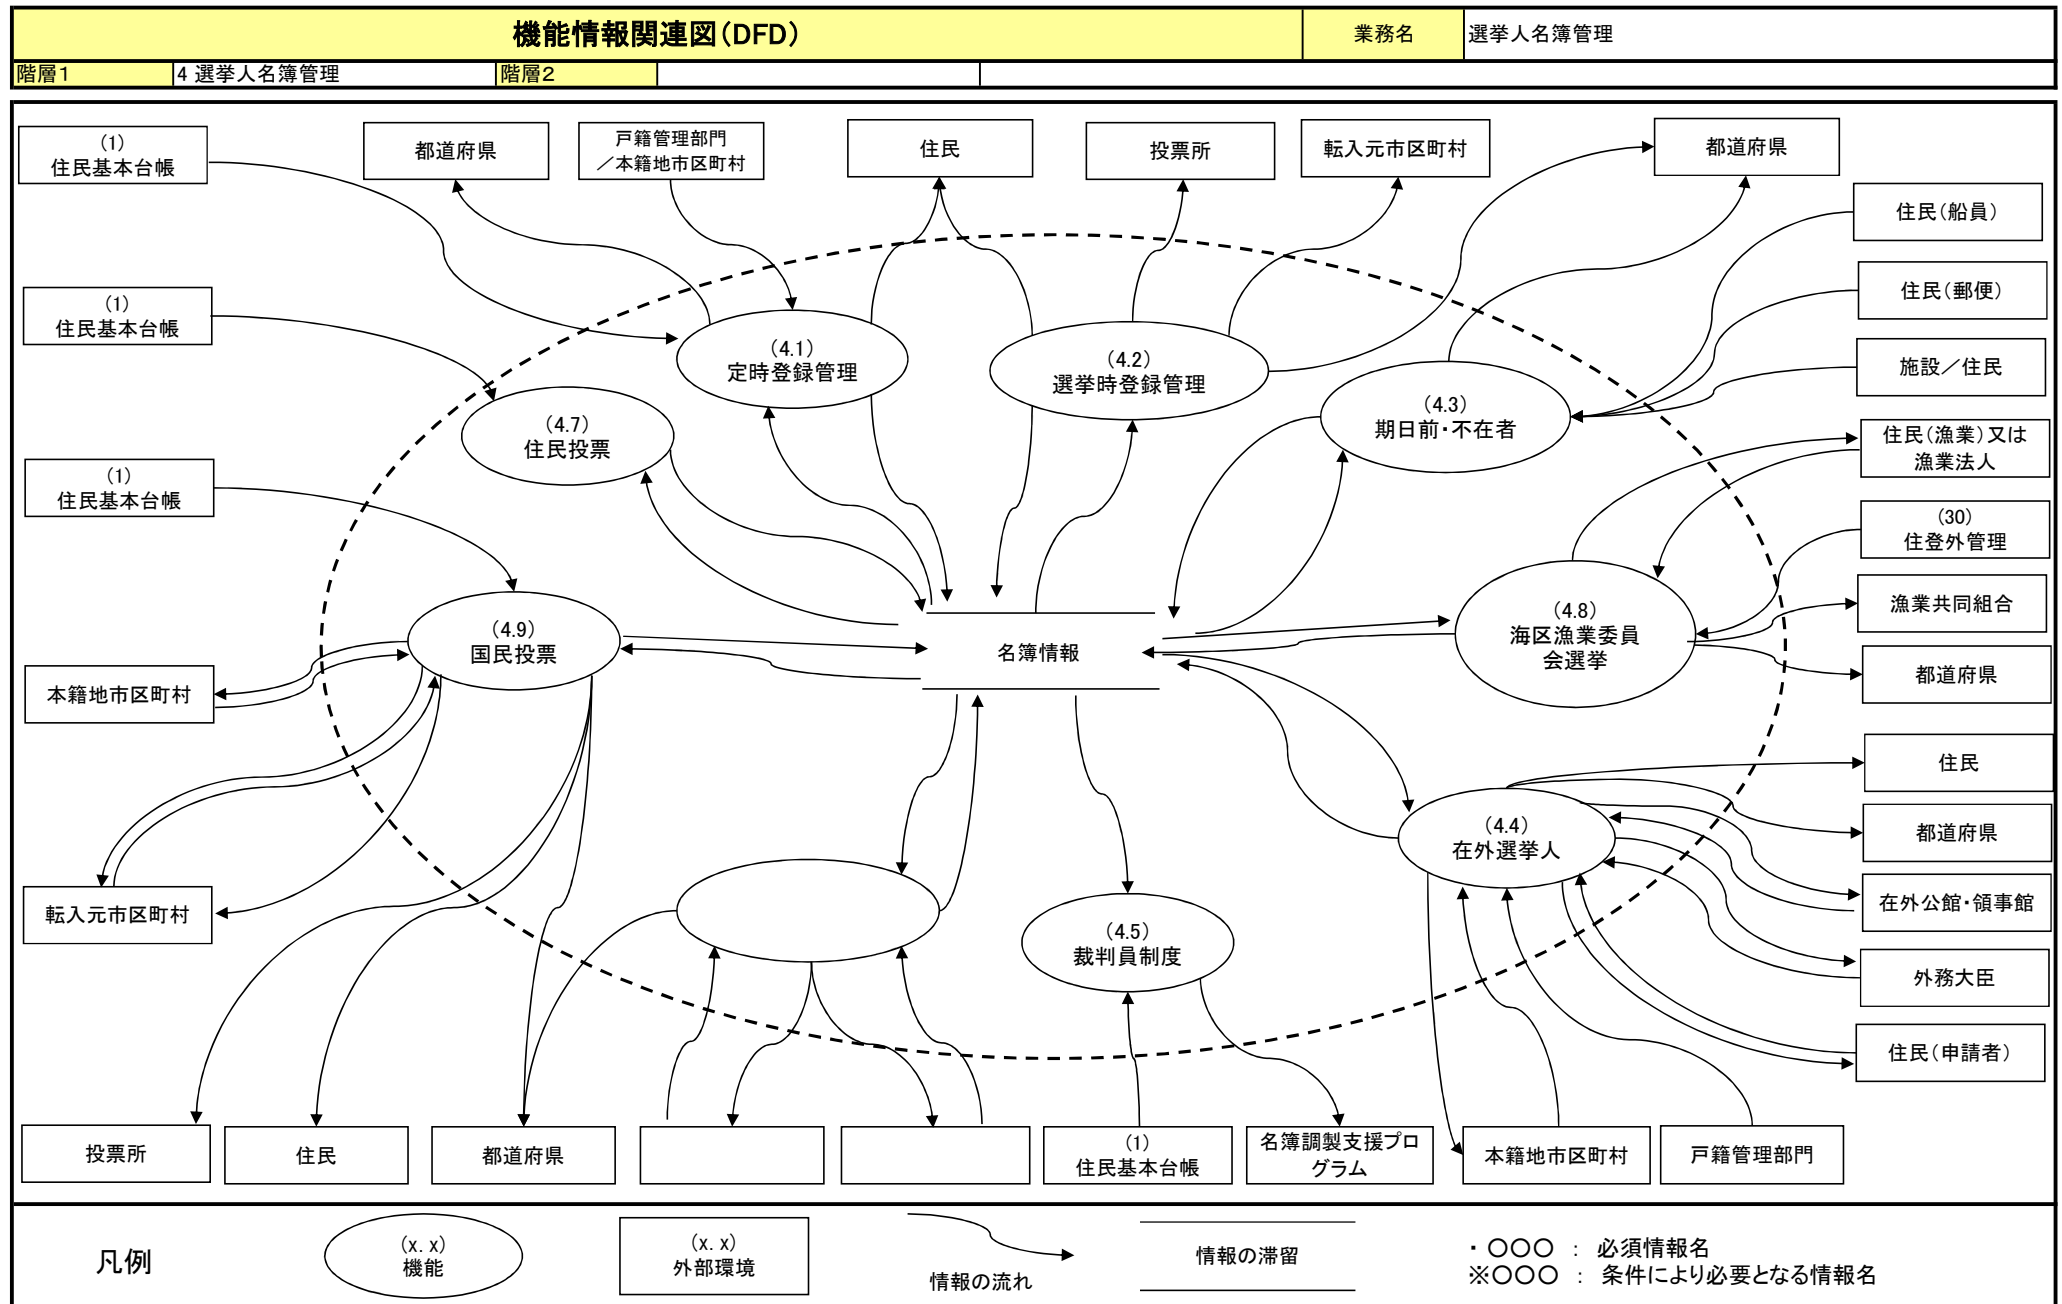 機能情報関連図(DFD)
業務名
選挙人名簿管理
階層1
4 選挙人名簿管理
階層2
(1)
住民基本台帳
都道府県
戸籍管理部門
/本籍地市区町村
住民
投票所
転入元市区町村
都道府県
住民(船員)
(1)
住民基本台帳
住民(郵便)
(4.1)
定時登録管理
(4.2)
選挙時登録管理
施設/住民
(4.3)
期日前・不在者
(4.7)
住民投票
住民(漁業)又は
漁業法人
(1)
住民基本台帳
(30)
住登外管理
漁業共同組合
(4.9)
国民投票
名簿情報
(4.8)
海区漁業委員
会選挙
都道府県
本籍地市区町村
住民
都道府県
(4.4)
在外選挙人
転入元市区町村
在外公館・領事館
(4.5)
裁判員制度
外務大臣
住民(申請者)
投票所
住民
都道府県
(1)
住民基本台帳
名簿調製支援プロ
グラム
本籍地市区町村
戸籍管理部門
凡例
(x. x)
機能
(x. x)
外部環境
情報の流れ
情報の滞留
・ 〇〇〇 : 必須情報名
※〇〇〇 : 条件により必要となる情報名